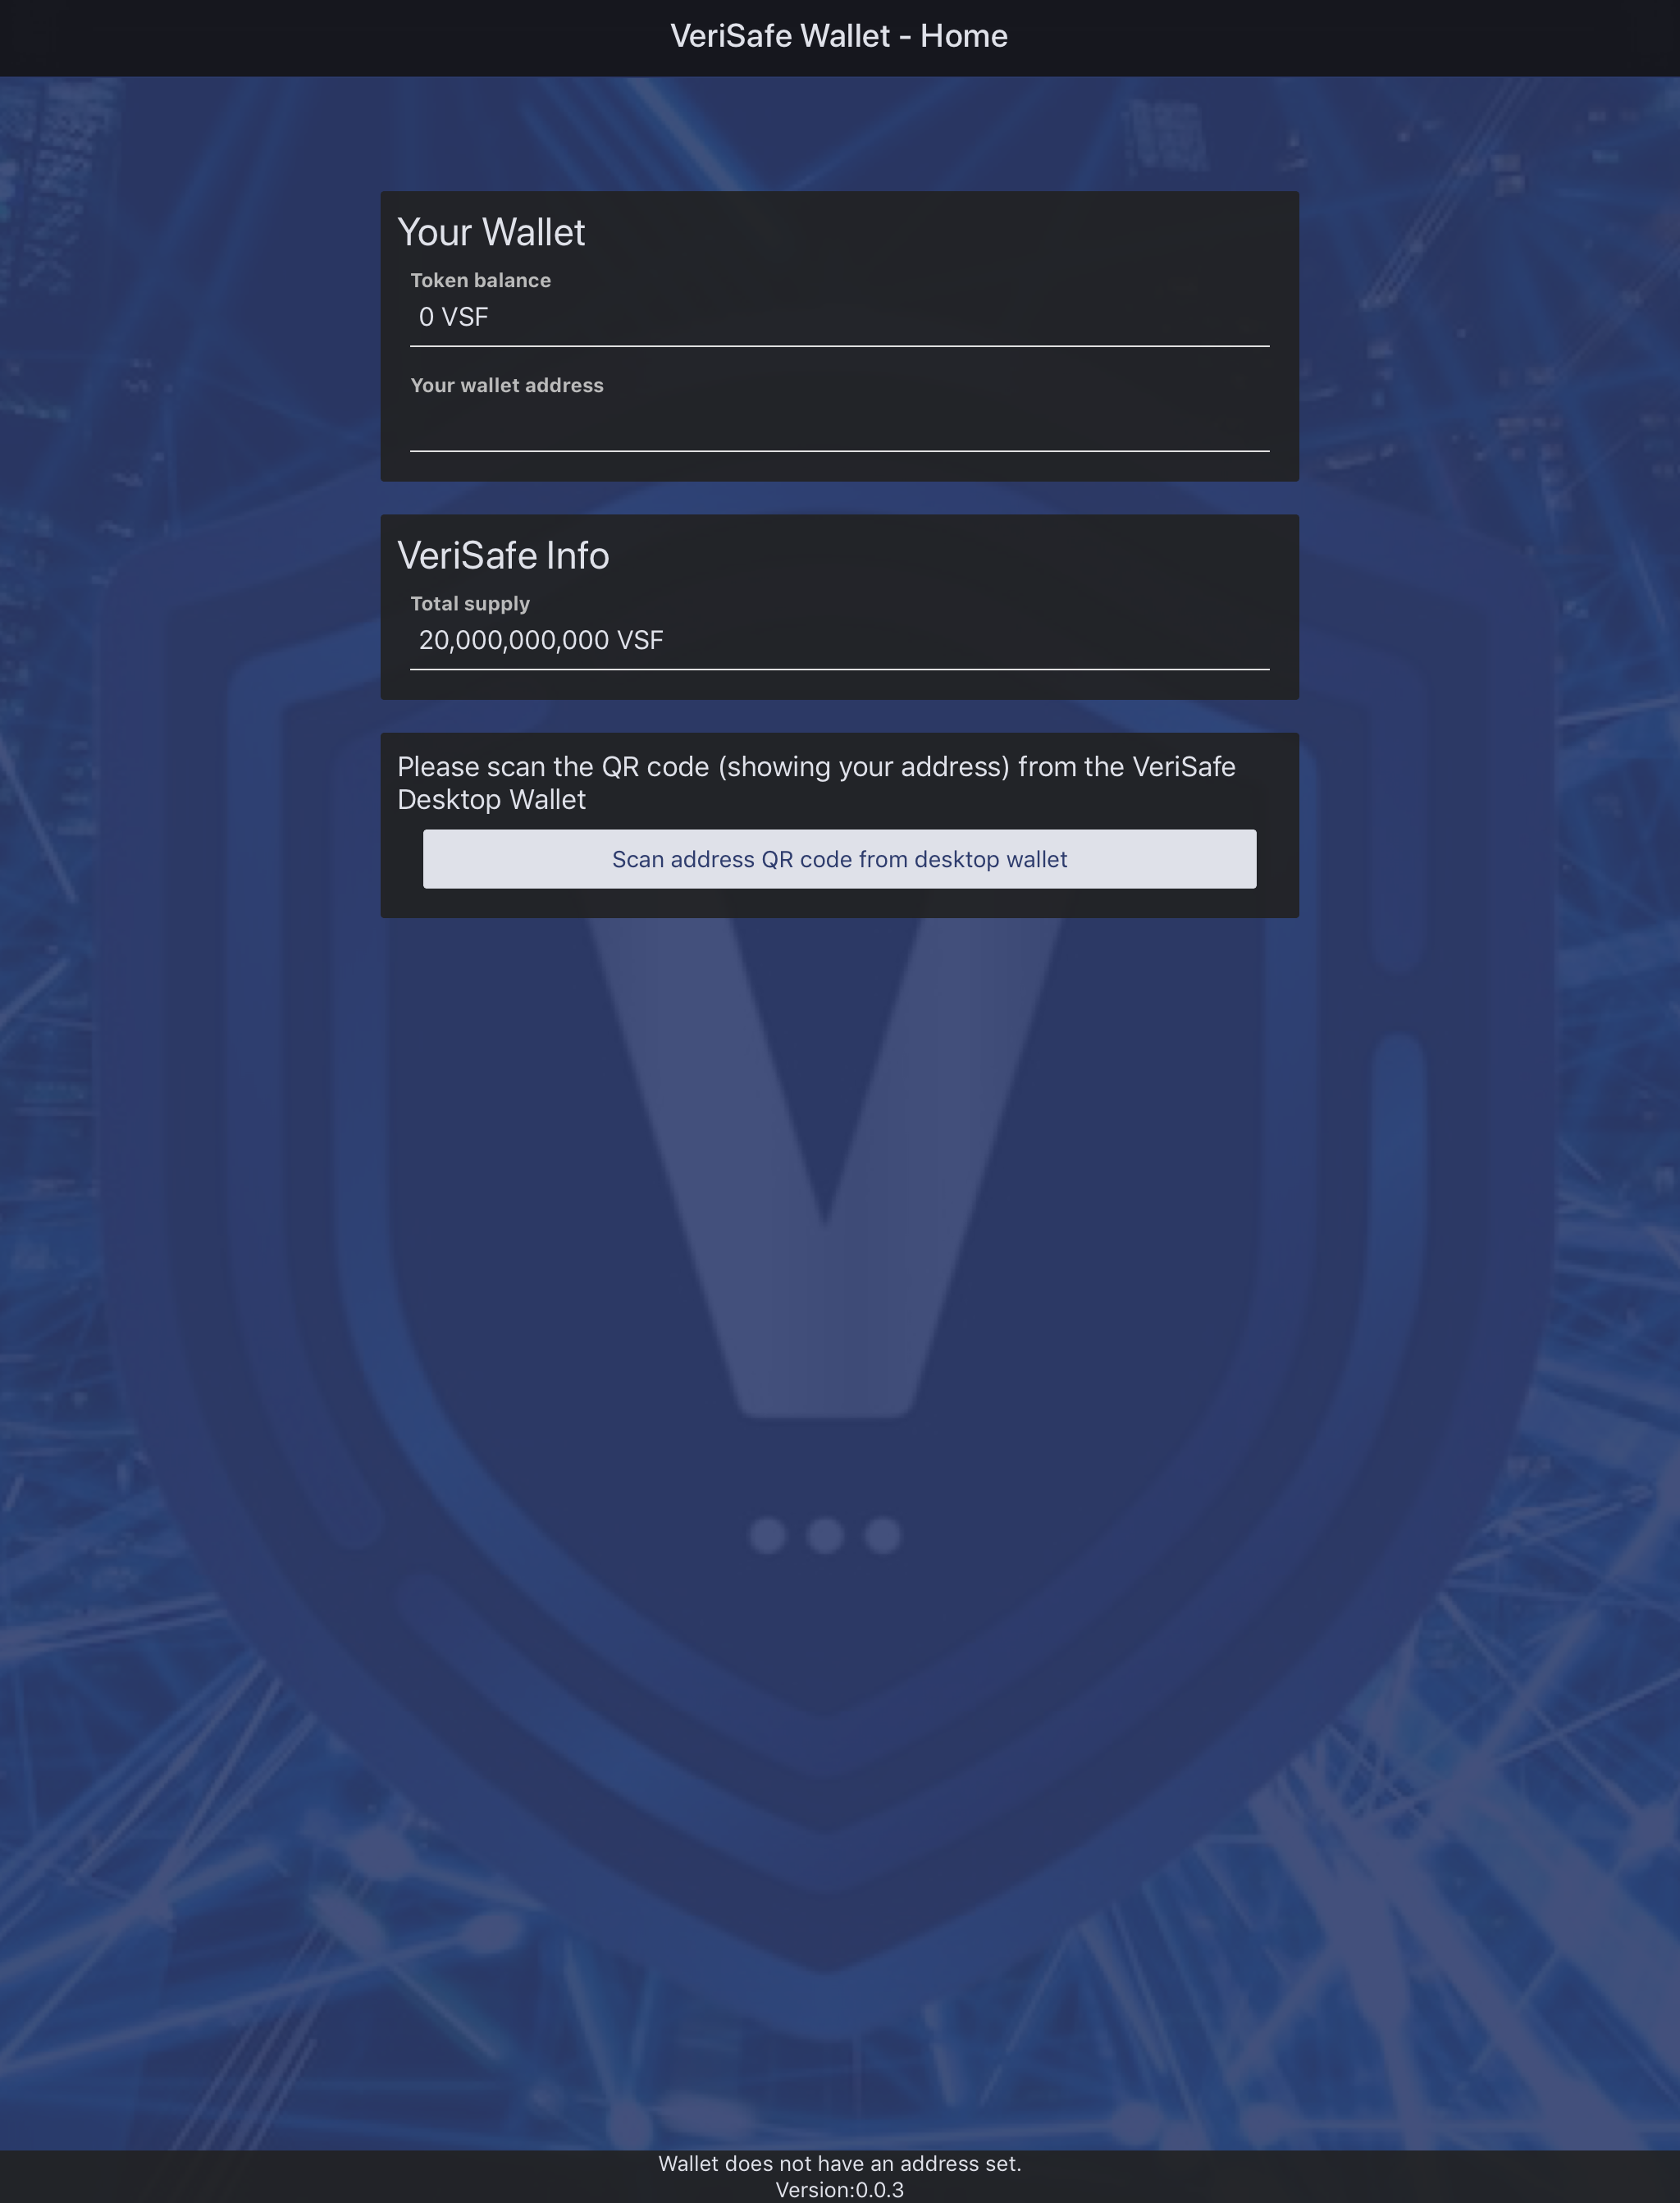 VeriSafe Wallet - Home
Your Wallet
Token balance
0 VSF
Your wallet address
VeriSafe Info
Total supply
20,000,000,000 VSF
Please scan the QR code (showing your address) from the VeriSafe
Desktop Wallet
Scan address QR code from desktop wallet
V
Wallet does not have an address set.
Version:0.0.3